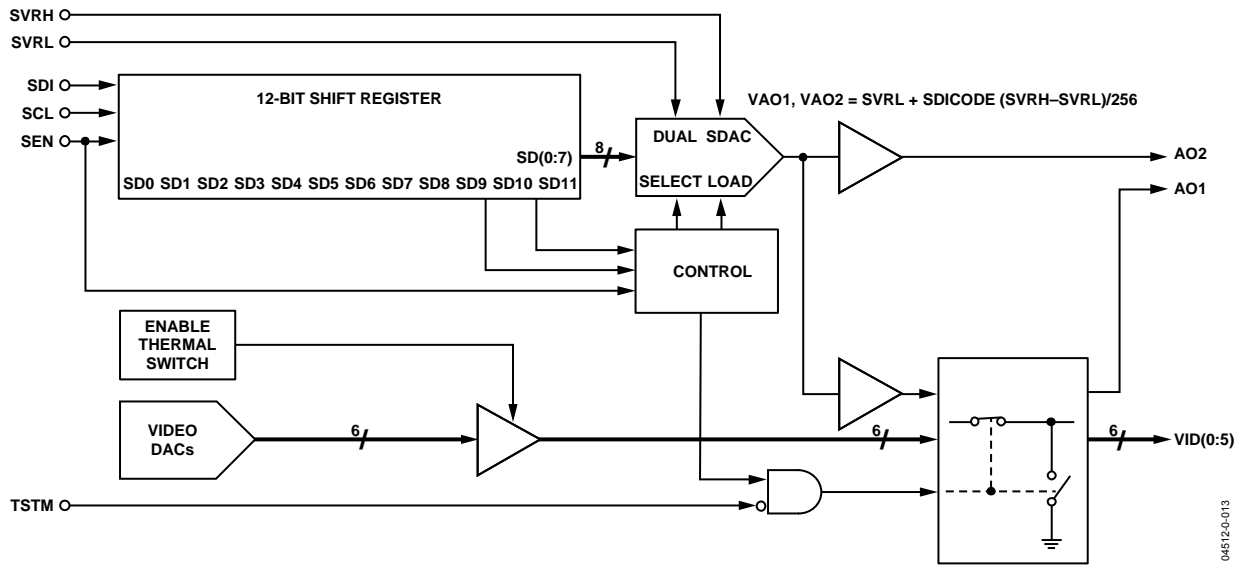 SVRH
SVRL
SDI
SCL
SEN
12-BIT SHIFT REGISTER
SD(0:7)
SD0 SD1 SD2 SD3 SD4 SD5 SD6 SD7 SD8 SD9 SD10 SD11
8
DUAL SDAC
SELECT LOAD
VAO1, VAO2 = SVRL + SDICODE (SVRH–SVRL)/256
AO2
AO1
CONTROL
ENABLE
THERMAL
SWITCH
VIDEO
DACs
6
6
6
VID(0:5)
TSTM
04512-0-013